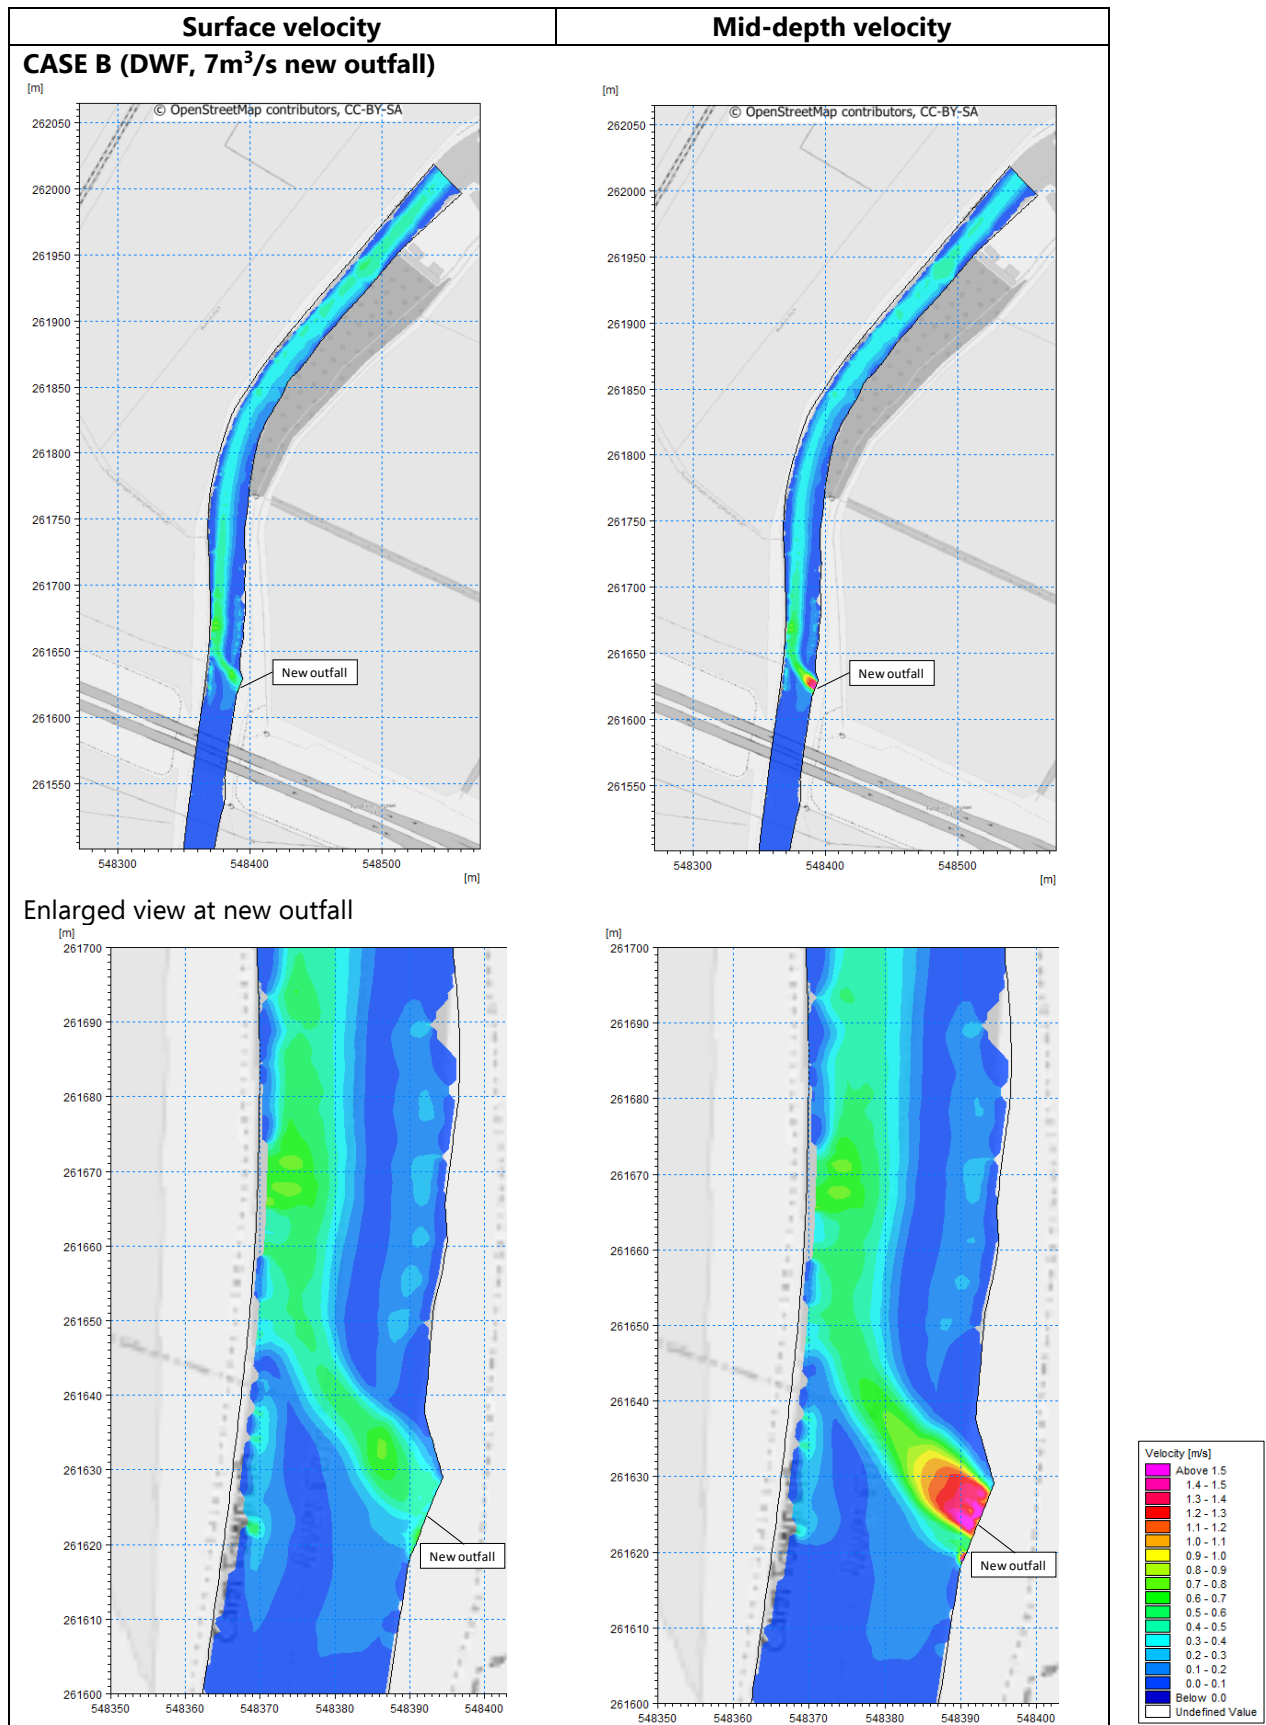 Surface velocity
Mid-depth velocity
CASE B (DWF, 7m³/s new outfall)
[m]
© OpenStreetMap contributors, CC-BY-SA
262050
262000
261950
261900
261850
261800
261750
261700
261650
261600
261550
New outfall
548300
548400
548500
[m]
[m]
© OpenStreetMap contributors, CC-BY-SA
262050
262000
261950
261900
261850
261800
261750
261700
261650
261600
261550
New outfall
548300
548400
548500
[m]
Enlarged view at new outfall
[m]
261700
261690
261680
261670
261660
261650
261640
261630
261620
261610
261600
New outfall
548350
548360
548370
548380
548390
548400
[m]
261700
261690
261680
261670
261660
261650
261640
261630
261620
261610
261600
New outfall
548350
548360
548370
548380
548390
548400
Velocity [m/s]
Above 1.5
1.4 - 1.5
1.3 - 1.4
1.2 - 1.3
1.1 - 1.2
1.0 - 1.1
0.9 - 1.0
0.8 - 0.9
0.7 - 0.8
0.6 - 0.7
0.5 - 0.6
0.4 - 0.5
0.3 - 0.4
0.2 - 0.3
0.1 - 0.2
0.0 - 0.1
Below 0.0
Undefined Value